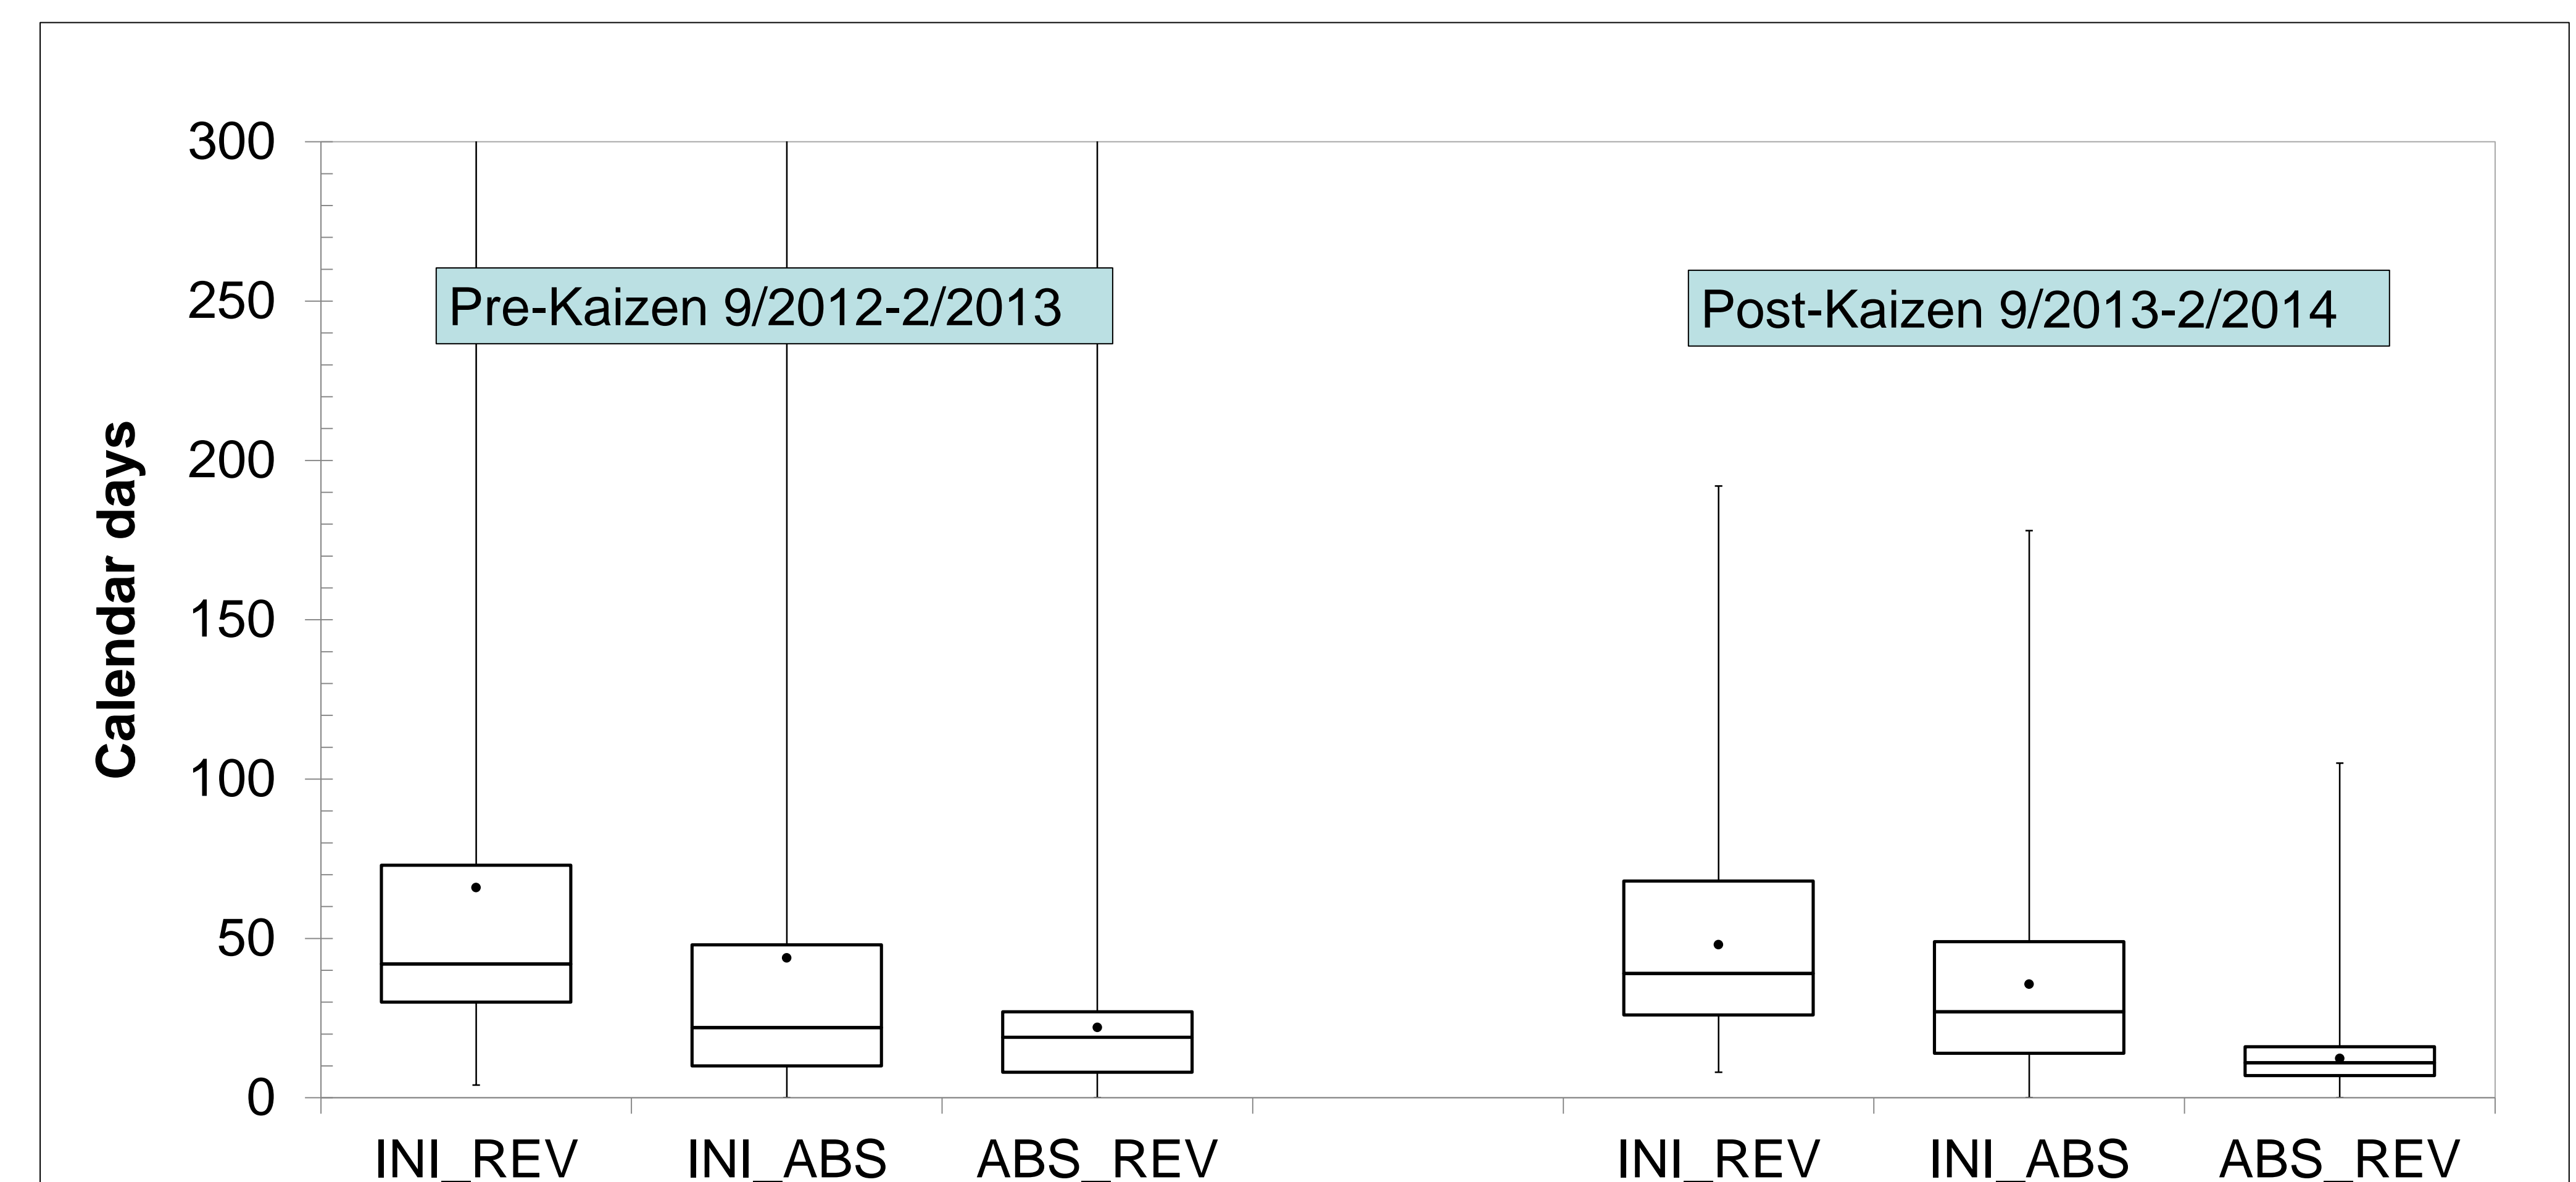 300
250
200
150
100
50
0
Calendar days
Pre-Kaizen 9/2012-2/2013
Post-Kaizen 9/2013-2/2014
INI_REV INI_ABS ABS_REV INI_REV INI_ABS ABS_REV